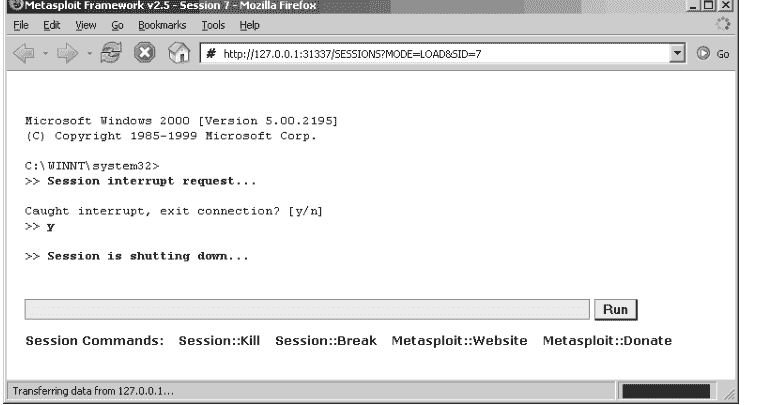 Metasploit Framework v2.5 - Session 7 - Mozilla Firefox
File Edit View Go Bookmarks Tools Help
# http://127.0.0.1:31337/SESSIONS?MODE=LOAD&SID=7 Go
Microsoft Windows 2000 [Version 5.00.2195]
(C) Copyright 1985-1999 Microsoft Corp.
C:\WINNT\system32>
>> Session interrupt request...
Caught interrupt, exit connection? [y/n]
>> y
>> Session is shutting down...
Run
Session Commands: Session::Kill Session::Break Metasploit::Website Metasploit::Donate
Transferring data from 127.0.0.1...